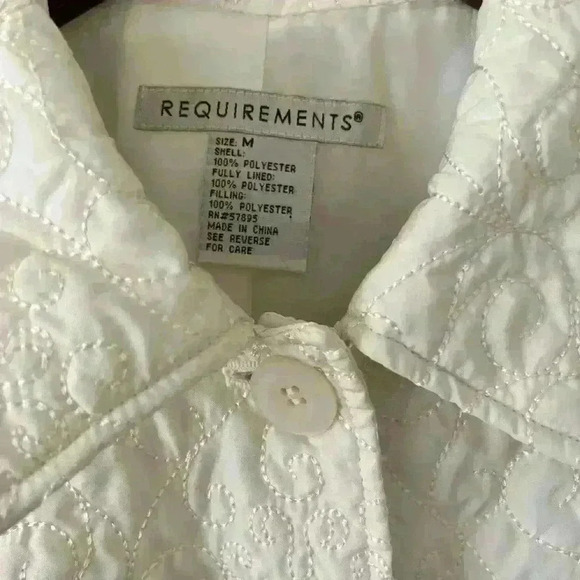 REQUIREMENTS®
SIZE: M
SHELL:
100% POLYESTER
FULLY LINED:
100% POLYESTER
FILLING:
100% POLYESTER
RN#57895
MADE IN CHINA
SEE REVERSE
FOR CARE